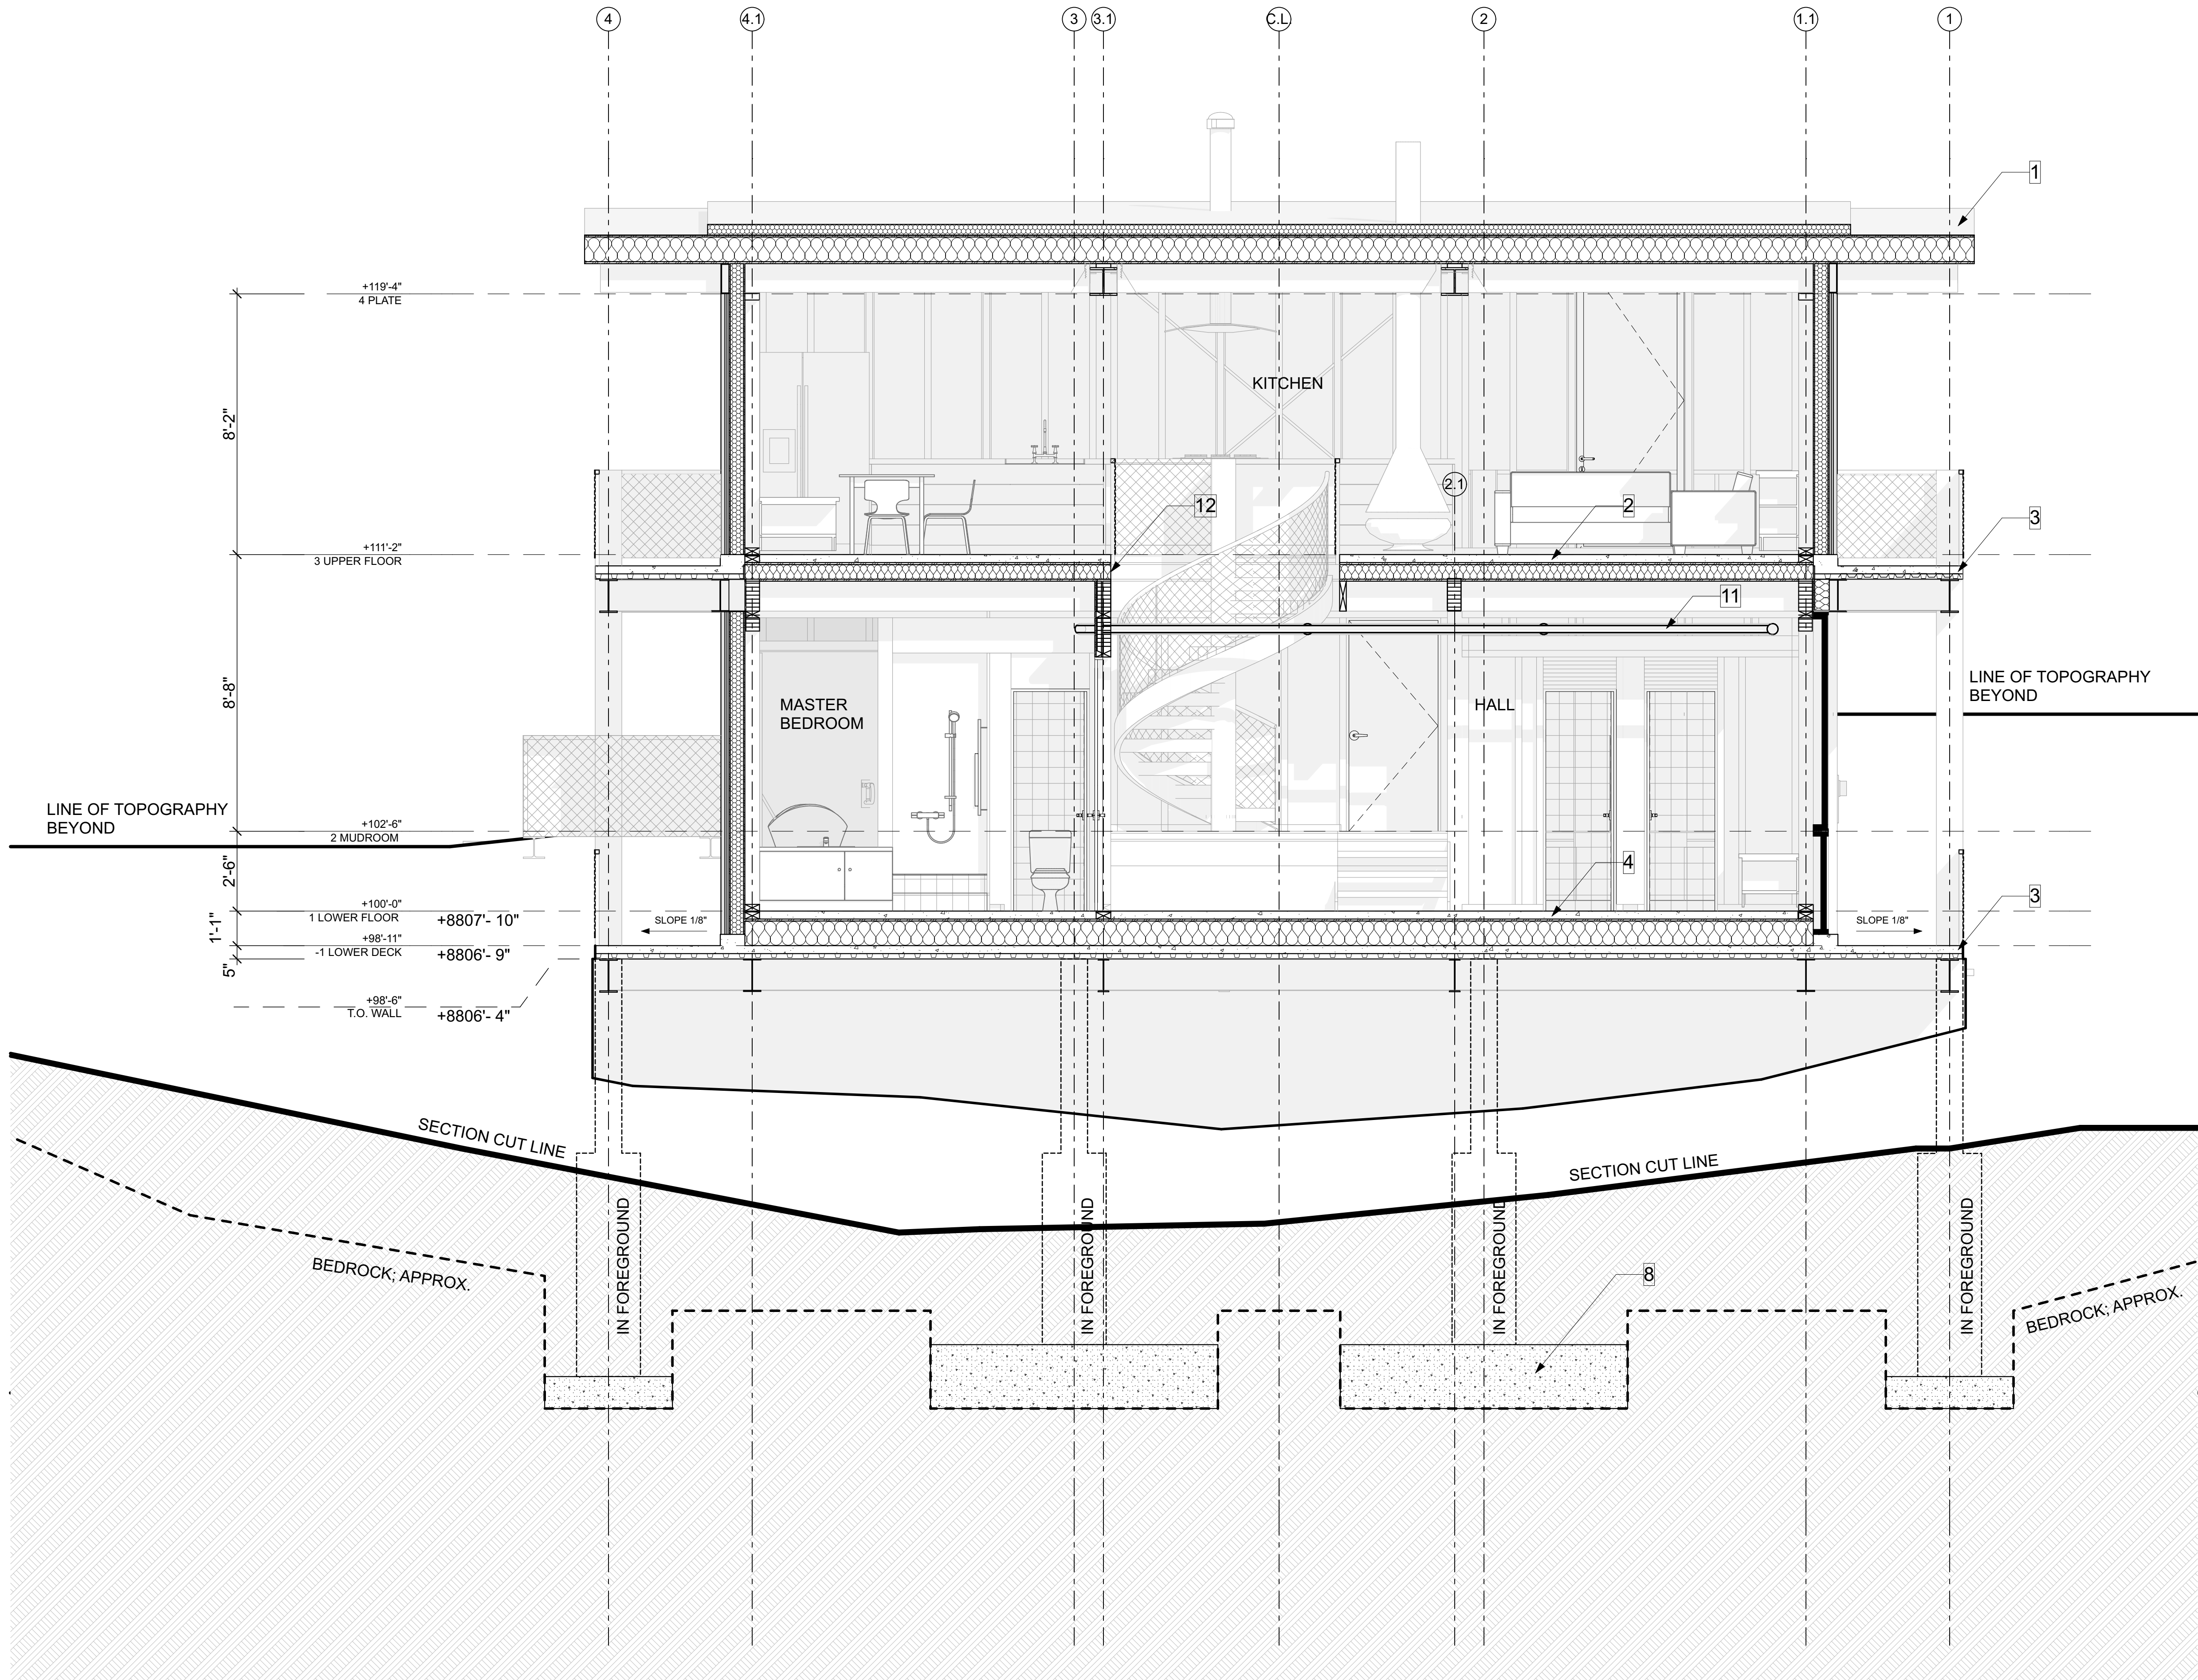 4
4.1
3
3.1
C.L.
2
1.1
1
1
+119'-4"
4 PLATE
KITCHEN
8'-2"
2.1
12
2
3
+111'-2"
3 UPPER FLOOR
11
8'-8"
MASTER
BEDROOM
HALL
LINE OF TOPOGRAPHY
BEYOND
LINE OF TOPOGRAPHY
BEYOND
+102'-6"
2 MUDROOM
2'-6"
4
+100'-0"
1 LOWER FLOOR
+8807'- 10"
SLOPE 1/8"
SLOPE 1/8"
3
1'-1"
+98'-11"
-1 LOWER DECK
+8806'- 9"
5"
+98'-6"
T.O. WALL
+8806'- 4"
SECTION CUT LINE
SECTION CUT LINE
IN FOREGROUND
IN FOREGROUND
IN FOREGROUND
IN FOREGROUND
BEDROCK; APPROX.
8
BEDROCK; APPROX.